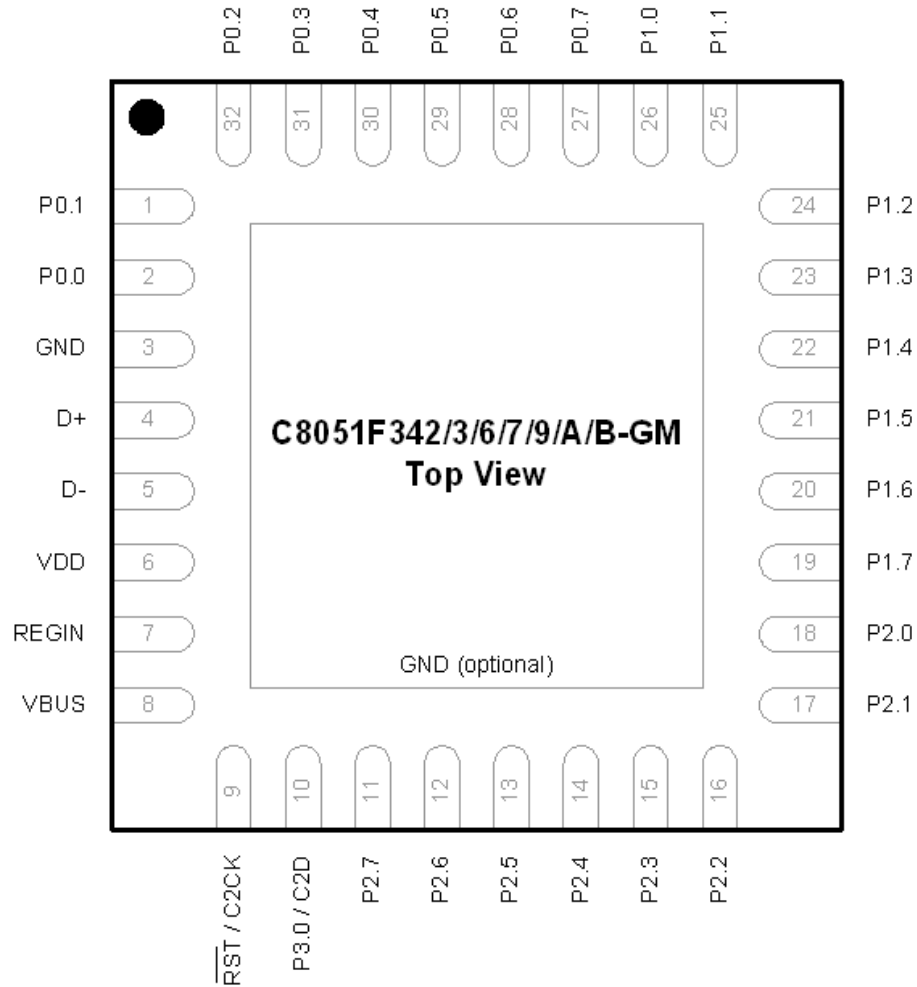 P0.2
P0.3
P0.4
P0.5
P0.6
P0.7
P1.0
P1.1
32
31
30
29
28
27
26
25
P0.1
1
24
P1.2
P0.0
2
23
P1.3
GND
3
22
P1.4
D+
4
21
P1.5
C8051F342/3/6/7/9/A/B-GM
Top View
D-
5
20
P1.6
VDD
6
19
P1.7
REGIN
7
18
P2.0
GND (optional)
VBUS
8
17
P2.1
9
10
11
12
13
14
15
16
RST / C2CK
P3.0 / C2D
P2.7
P2.6
P2.5
P2.4
P2.3
P2.2